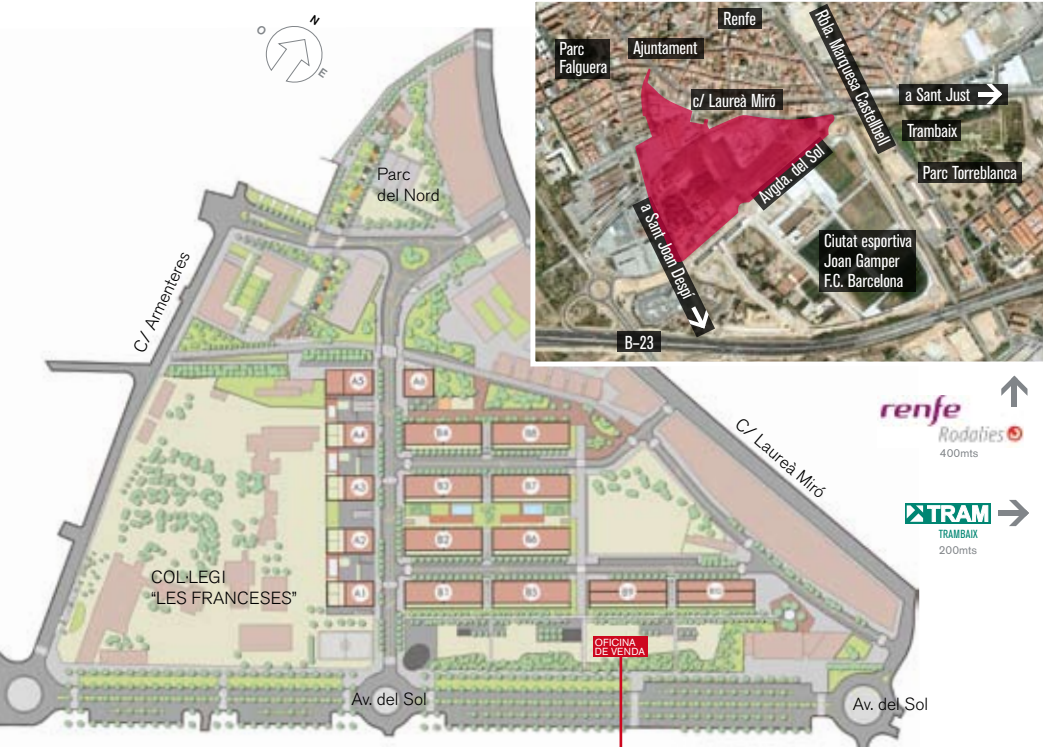 N
O
E
Parc
del Nord
C/ Armenteres
C/ Laureà Miró
COL·LEGI
"LES FRANCESES"
A5
A6
A4
A3
A2
A1
B4
B8
B3
B7
B2
B6
B1
B5
B9
B10
OFICINA
DE VENDA
Av. del Sol
Av. del Sol
Renfe
Parc
Falguera
Ajuntament
c/ Laureà Miró
Rbla. Marquesa Castellbell
a Sant Just
Trambaix
Parc Torreblanca
Avgda. del Sol
a Sant Joan Despí
Ciutat esportiva
Joan Gamper
F.C. Barcelona
B-23
renfe
Rodalies
400mts
TRAM
TRAMBAIX
200mts